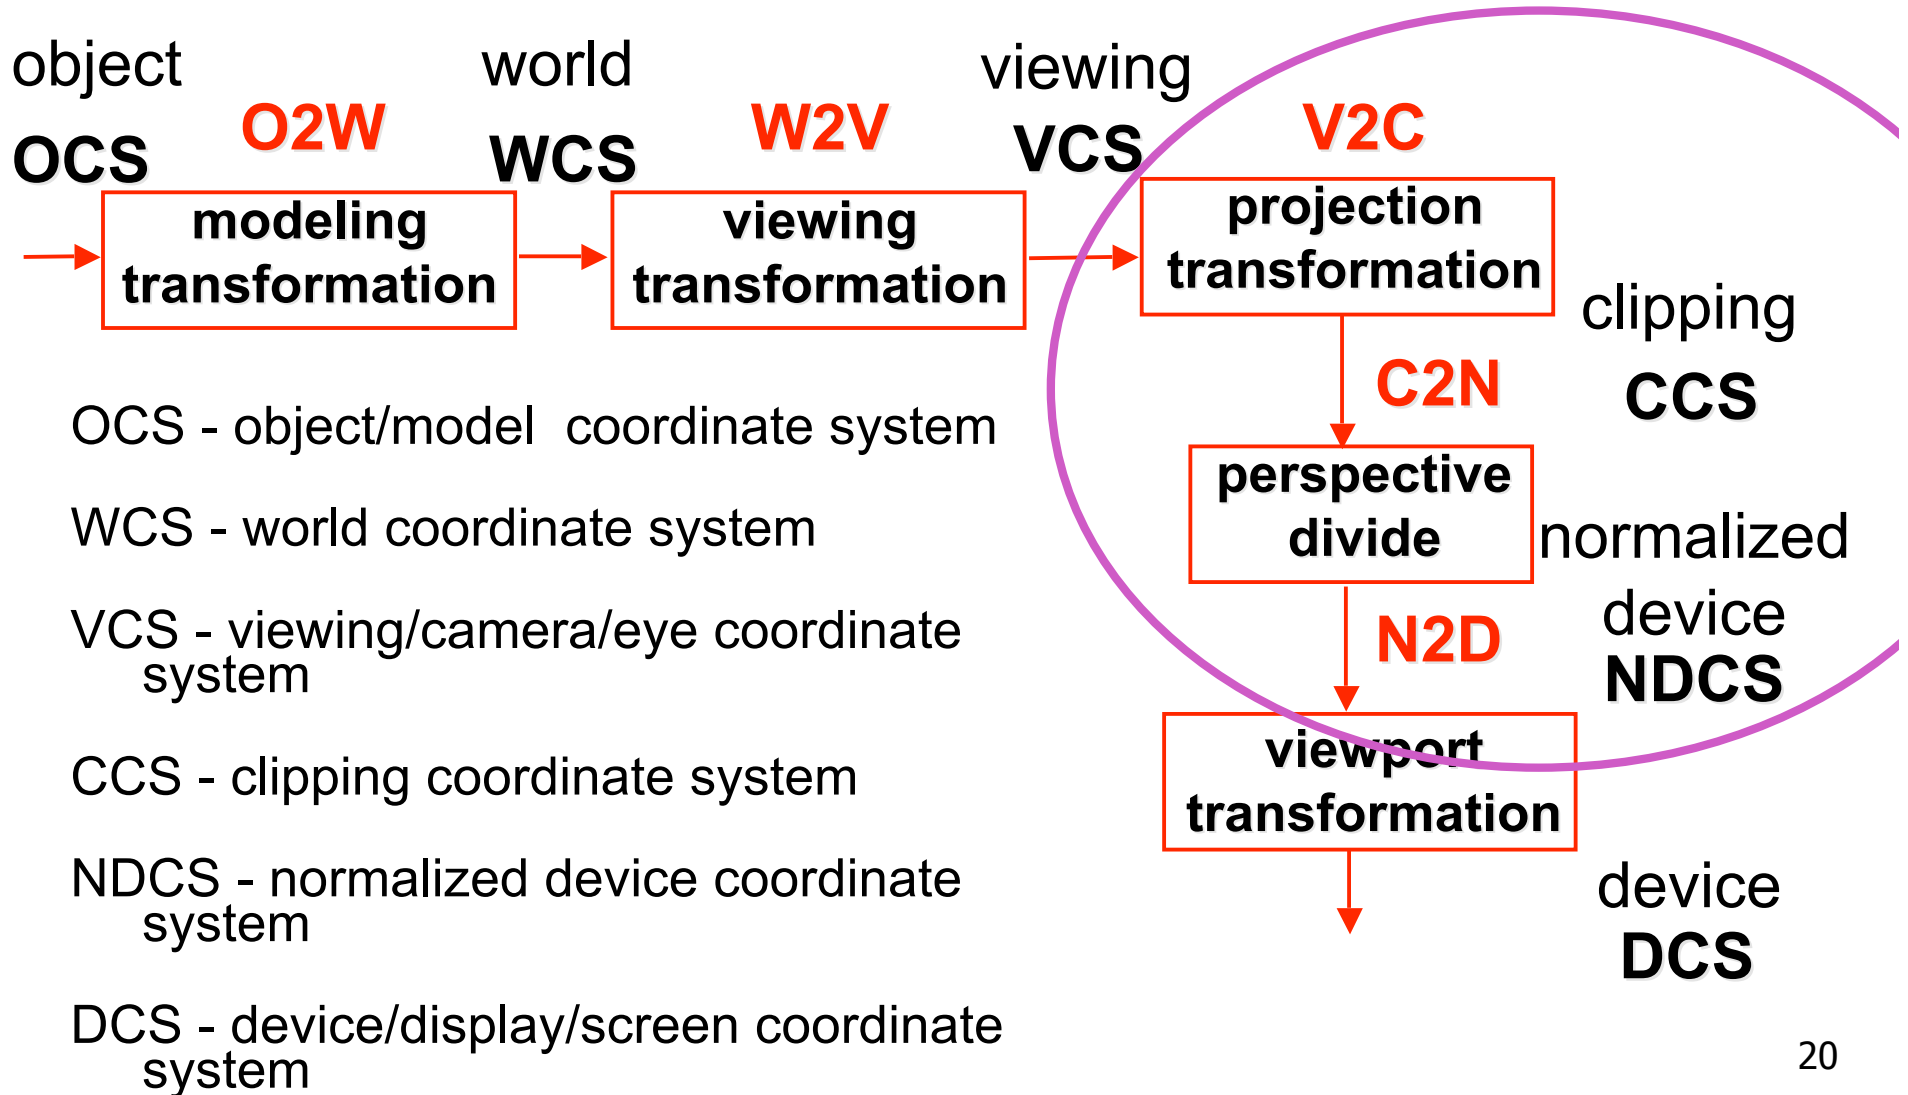 object
world
viewing
O2W
W2V
V2C
OCS
WCS
VCS
modeling
transformation
viewing
transformation
projection
transformation
clipping
CCS
C2N
perspective
divide
normalized
device
NDCS
N2D
viewport
transformation
device
DCS
OCS - object/model coordinate system
WCS - world coordinate system
VCS - viewing/camera/eye coordinate
system
CCS - clipping coordinate system
NDCS - normalized device coordinate
system
DCS - device/display/screen coordinate
system
20